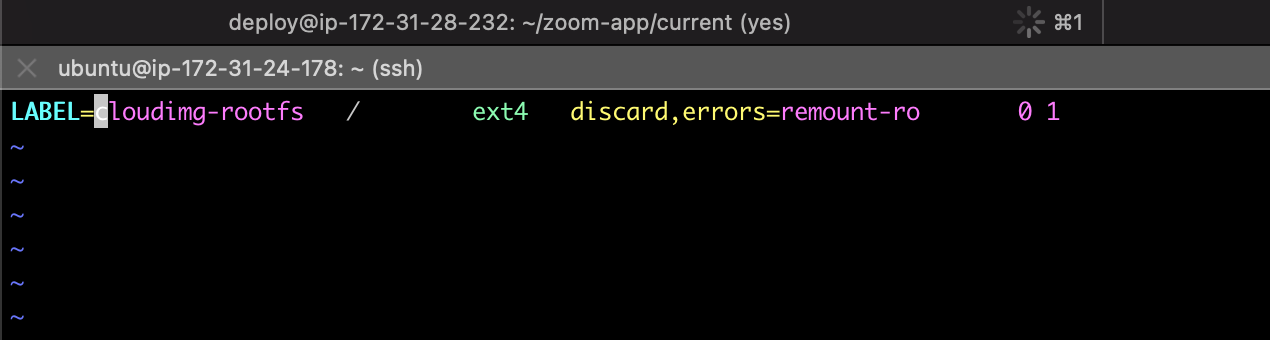 deploy@ip-172-31-28-232: ~/zoom-app/current (yes) ⌘1
ubuntu@ip-172-31-24-178: ~ (ssh)
LABEL=cloudimg-rootfs / ext4 discard,errors=remount-ro 0 1
~
~
~
~
~
~